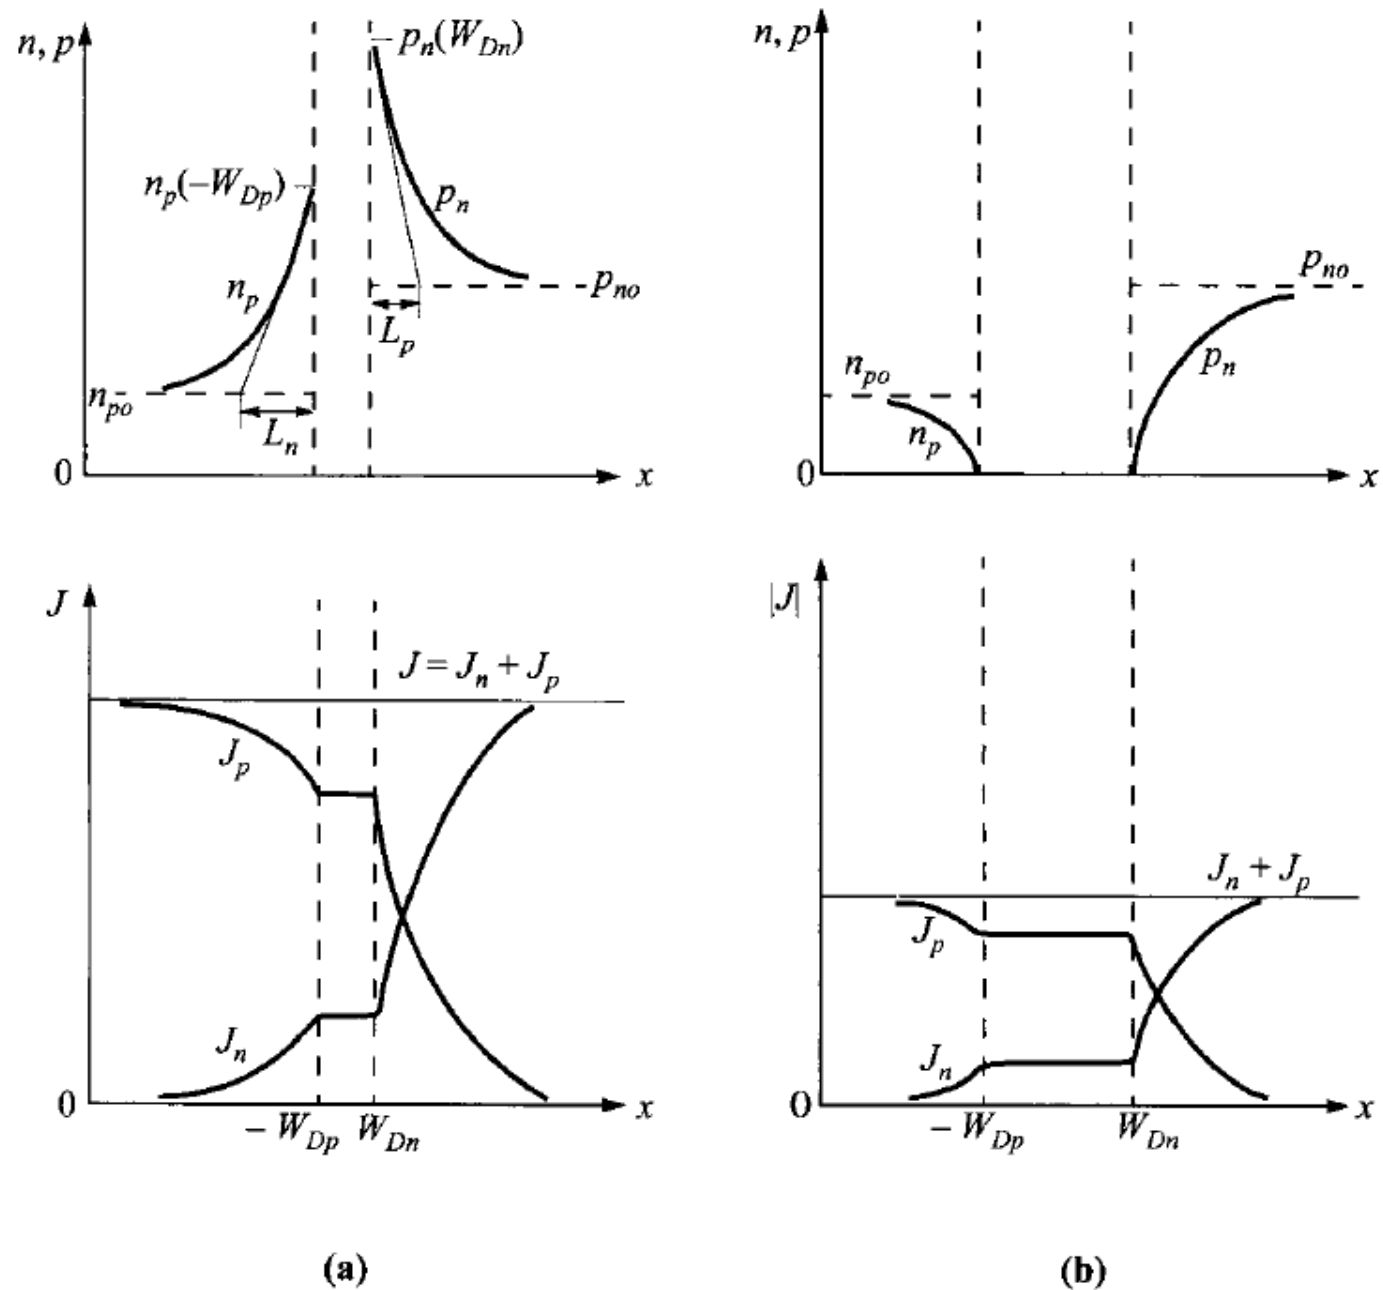 n, p
p_n(W_Dn)
n_p(−W_Dp)
p_n
n_p
p_no
L_p
n_po
L_n
0
x
n, p
p_no
n_po
p_n
n_p
0
x
J
J = J_n + J_p
J_p
J_n
0
x
−W_Dp
W_Dn
|J|
J_n + J_p
J_p
J_n
0
x
−W_Dp
W_Dn
(a)
(b)